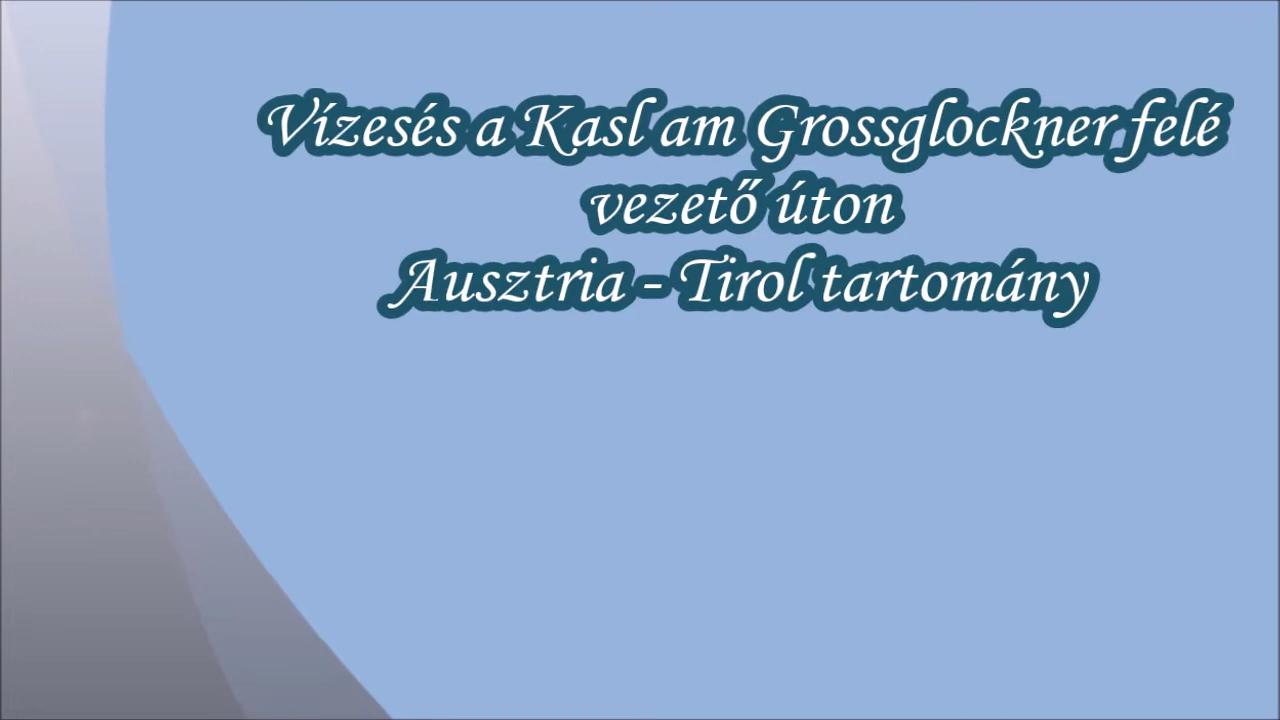 Vízesés a Kasl am Grossglockner felé
vezető úton
Ausztria - Tirol tartomány